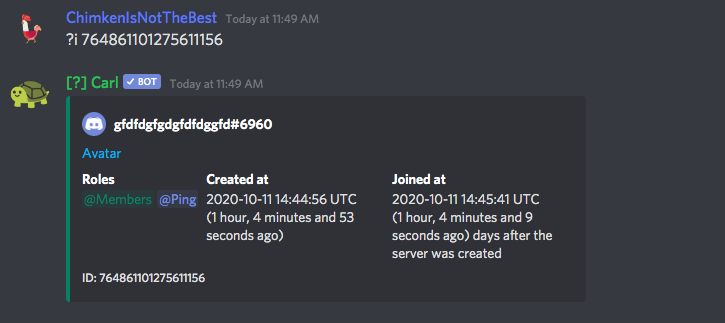 ChimkenIsNotTheBest Today at 11:49 AM
?i 764861101275611156
[?] Carl ✓ BOT Today at 11:49 AM
gfdfdgfgdgfdfdggfd#6960
Avatar
Roles Created at Joined at
@Members @Ping 2020-10-11 14:44:56 UTC 2020-10-11 14:45:41 UTC
(1 hour, 4 minutes and 53 (1 hour, 4 minutes and 9
seconds ago) seconds ago) days after the
server was created
ID: 764861101275611156